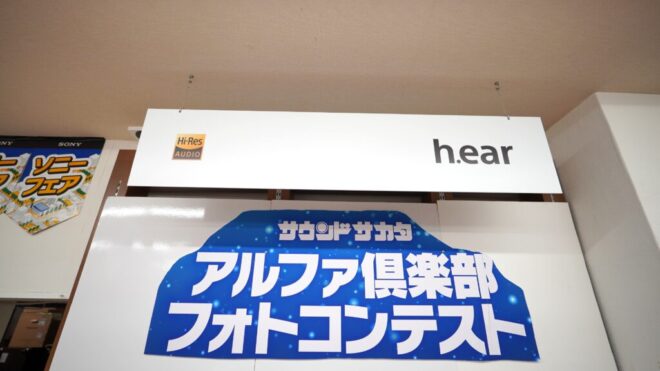 Hi-Res
AUDIO
h.ear
SONY
SONY
ソニー
フェア
サウンドサカタ
アルファ倶楽部
フォトコンテスト